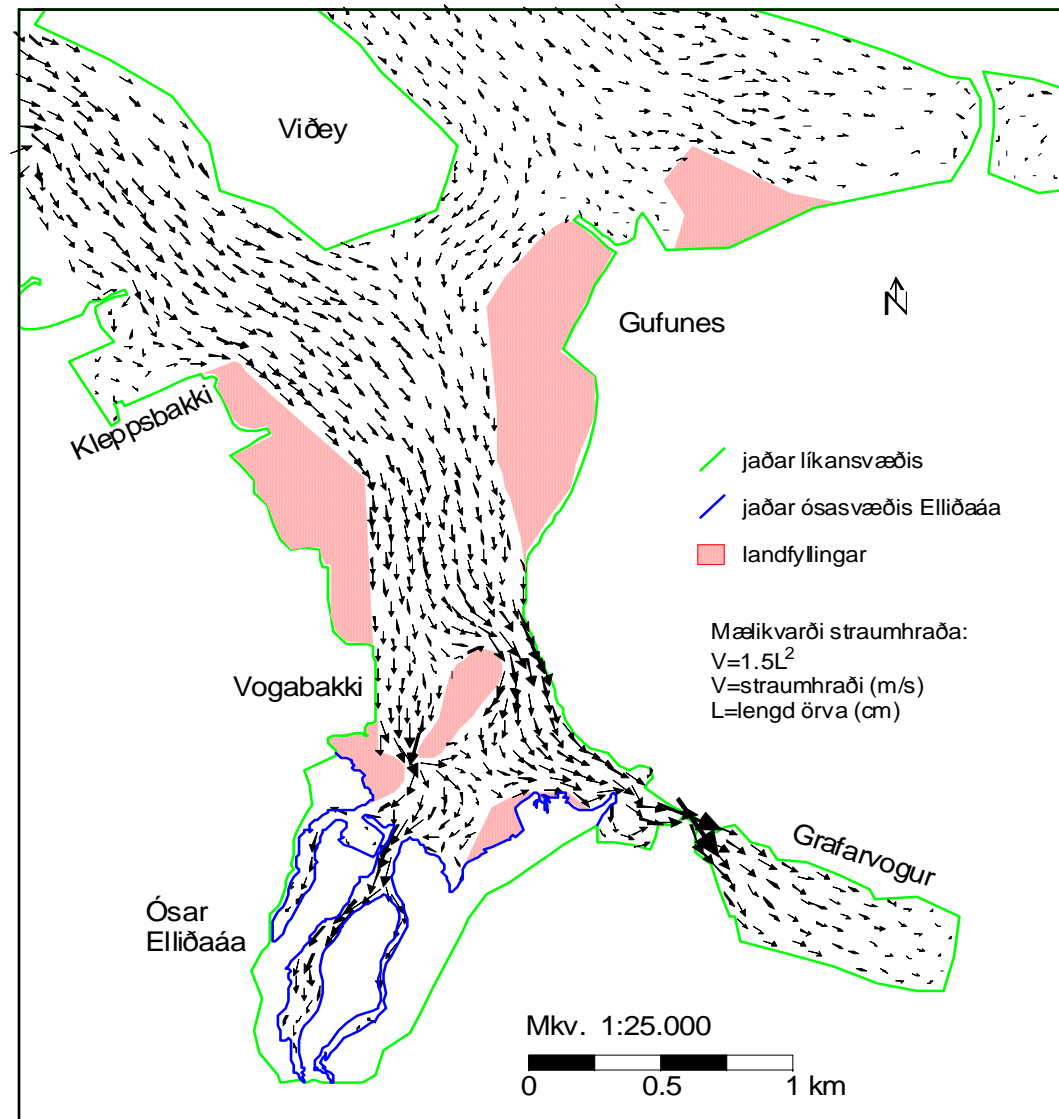 Viðey
N
Gufunes
Kleppsbakki
jaðar líkansvæðis
jaðar ósasvæðis Elliðaáa
landfyllingar
Mælikvarði straumhraða:
V=1.5L²
V=straumhraði (m/s)
L=lengd örva (cm)
Vogabakki
Grafarvogur
Ósar
Elliðaáa
Mkv. 1:25.000
0 0.5 1 km